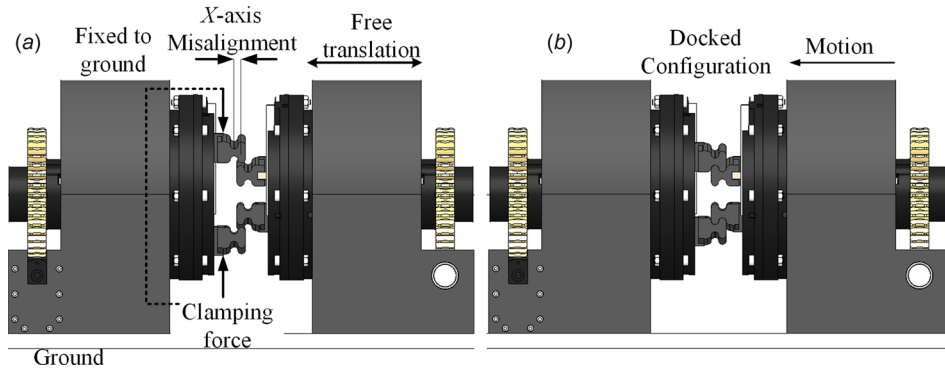 (a)
Fixed to
ground
X-axis
Misalignment
Free
translation
Clamping
force
Ground
(b)
Docked
Configuration
Motion